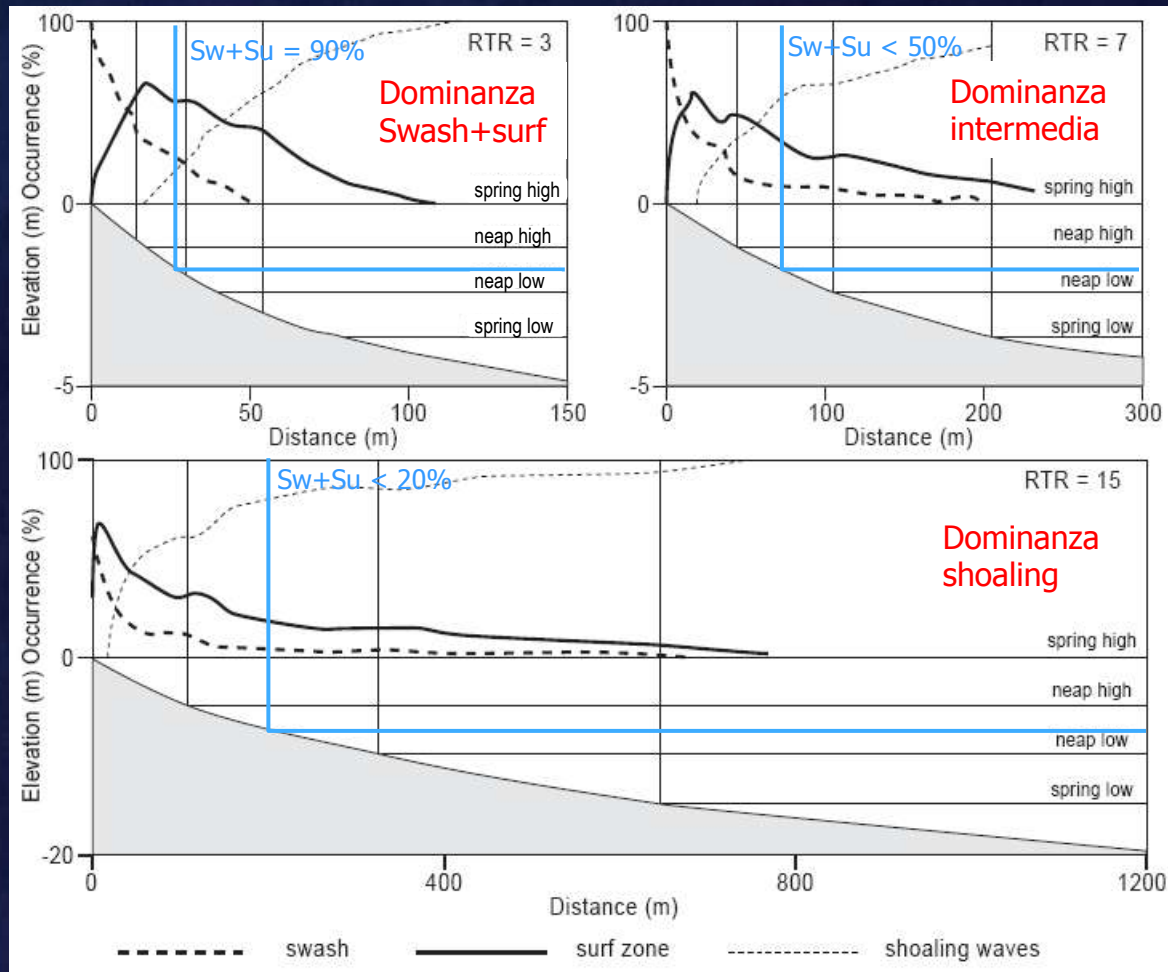 100
Sw+Su = 90%
RTR = 3
Dominanza
Swash+surf
spring high
0
neap high
neap low
spring low
-5
0
50
100
150
Distance (m)
Elevation (m) Occurrence (%)
100
Sw+Su < 50%
RTR = 7
Dominanza
intermedia
spring high
0
neap high
neap low
spring low
-5
0
100
200
300
Distance (m)
Elevation (m) Occurrence (%)
100
Sw+Su < 20%
RTR = 15
Dominanza
shoaling
spring high
0
neap high
neap low
spring low
-20
0
400
800
1200
Distance (m)
Elevation (m) Occurrence (%)
swash
surf zone
shoaling waves